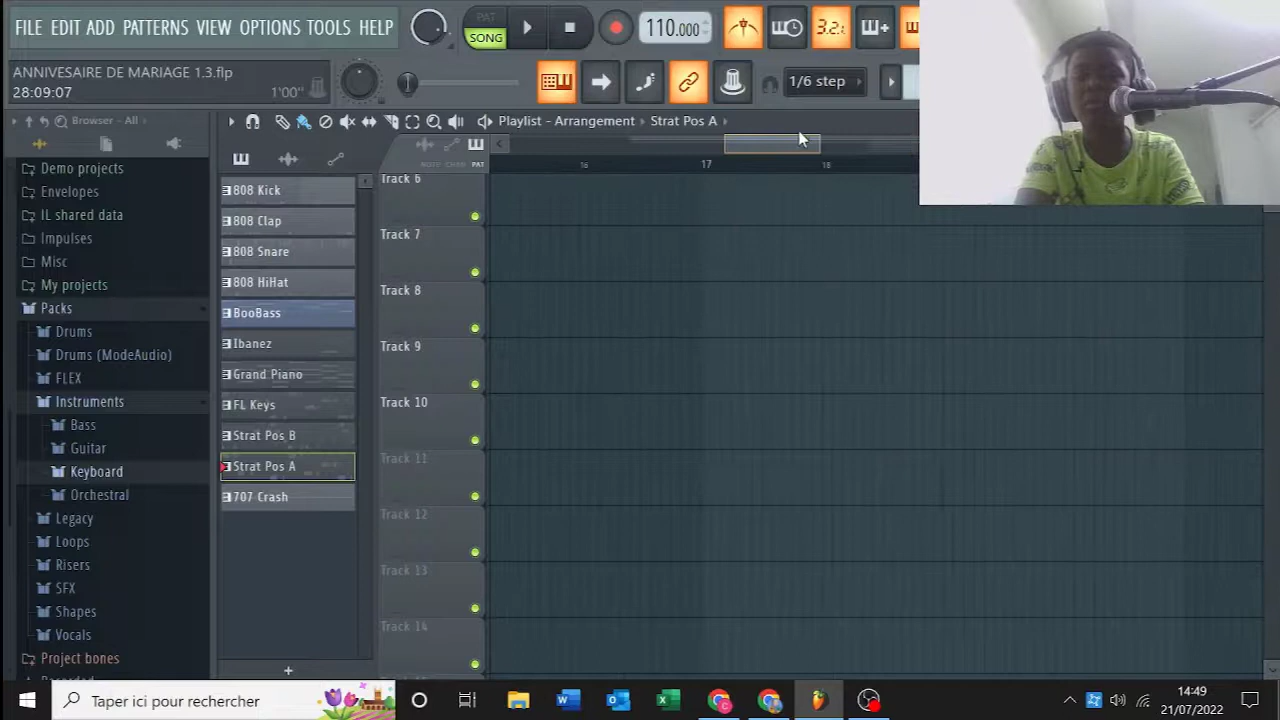 FILE EDIT ADD PATTERNS VIEW OPTIONS TOOLS HELP
PAT
SONG
110.000
3.2.
ANNIVESAIRE DE MARIAGE 1.3.flp
28:09:07
1'00"
1/6 step
Browser - All
Playlist - Arrangement
Strat Pos A
NOTE CHAN PAT
16
17
18
Demo projects
Envelopes
IL shared data
Impulses
Misc
My projects
Packs
Drums
Drums (ModeAudio)
FLEX
Instruments
Bass
Guitar
Keyboard
Orchestral
Legacy
Loops
Risers
SFX
Shapes
Vocals
Project bones
808 Kick
808 Clap
808 Snare
808 HiHat
BooBass
Ibanez
Grand Piano
FL Keys
Strat Pos B
Strat Pos A
707 Crash
+
Track 6
Track 7
Track 8
Track 9
Track 10
Track 11
Track 12
Track 13
Track 14
Taper ici pour rechercher
14:49
21/07/2022